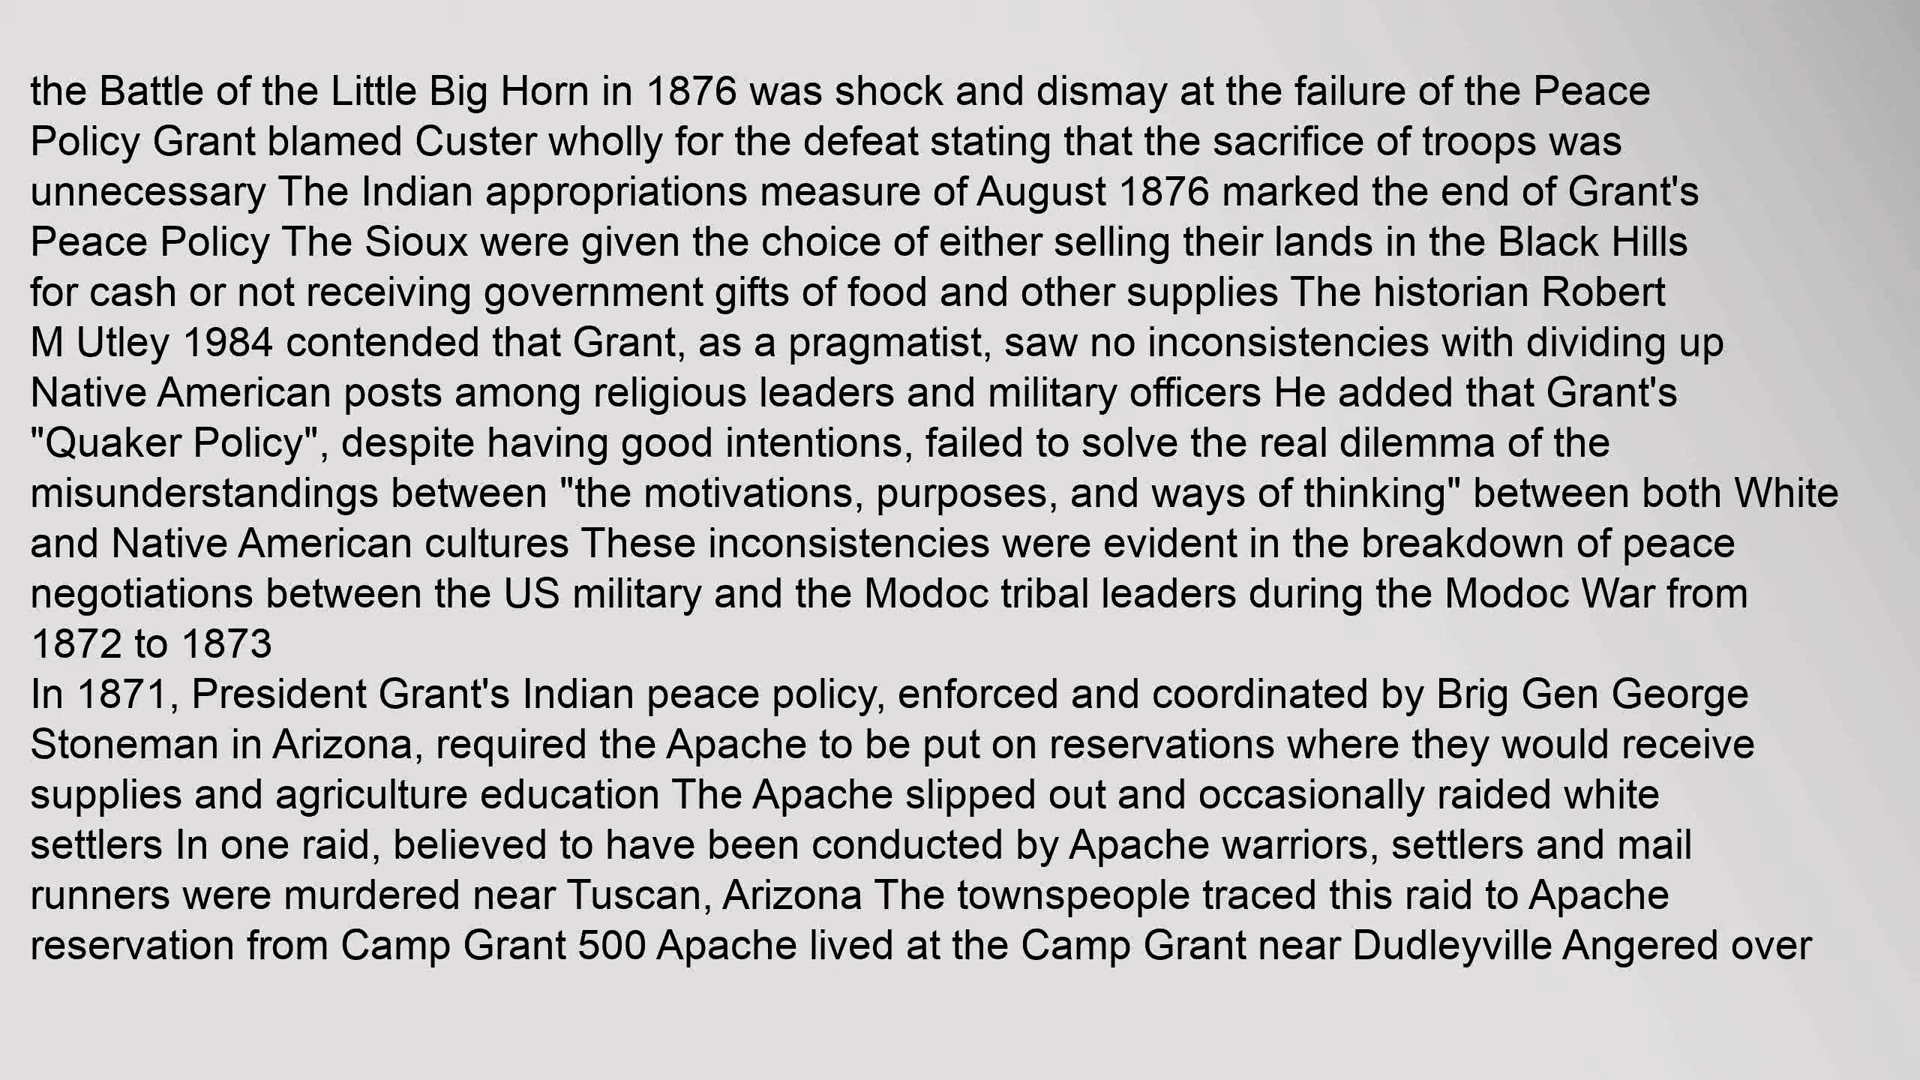 the Battle of the Little Big Horn in 1876 was shock and dismay at the failure of the Peace
Policy Grant blamed Custer wholly for the defeat stating that the sacrifice of troops was
unnecessary The Indian appropriations measure of August 1876 marked the end of Grant's
Peace Policy The Sioux were given the choice of either selling their lands in the Black Hills
for cash or not receiving government gifts of food and other supplies The historian Robert
M Utley 1984 contended that Grant, as a pragmatist, saw no inconsistencies with dividing up
Native American posts among religious leaders and military officers He added that Grant's
"Quaker Policy", despite having good intentions, failed to solve the real dilemma of the
misunderstandings between "the motivations, purposes, and ways of thinking" between both White
and Native American cultures These inconsistencies were evident in the breakdown of peace
negotiations between the US military and the Modoc tribal leaders during the Modoc War from
1872 to 1873
In 1871, President Grant's Indian peace policy, enforced and coordinated by Brig Gen George
Stoneman in Arizona, required the Apache to be put on reservations where they would receive
supplies and agriculture education The Apache slipped out and occasionally raided white
settlers In one raid, believed to have been conducted by Apache warriors, settlers and mail
runners were murdered near Tuscan, Arizona The townspeople traced this raid to Apache
reservation from Camp Grant 500 Apache lived at the Camp Grant near Dudleyville Angered over